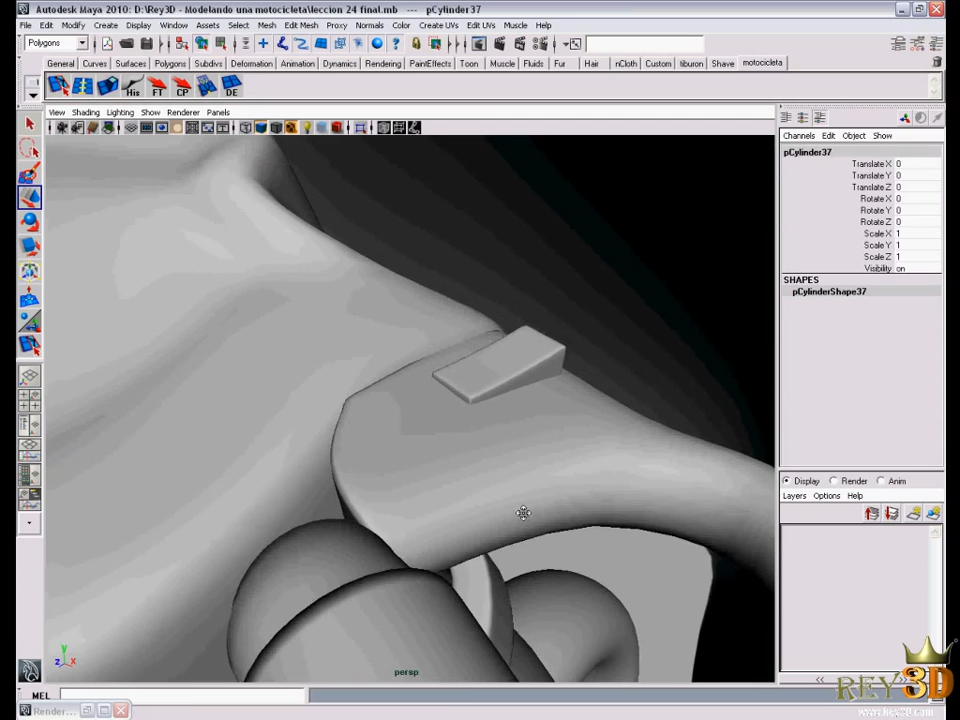 Autodesk Maya 2010: D:\Rey3D - Modelando una motocicleta\leccion 24 final.mb --- pCylinder37
File Edit Modify Create Display Window Assets Select Mesh Edit Mesh Proxy Normals Color Create UVs Edit UVs Muscle Help
Polygons
General Curves Surfaces Polygons Subdivs Deformation Animation Dynamics Rendering PaintEffects Toon Muscle Fluids Fur Hair nCloth Custom tiburon Shave motocicleta
His FT CP DE
View Shading Lighting Show Renderer Panels
Channels Edit Object Show
pCylinder37
Translate X 0
Translate Y 0
Translate Z 0
Rotate X 0
Rotate Y 0
Rotate Z 0
Scale X 1
Scale Y 1
Scale Z 1
Visibility on
SHAPES
pCylinderShape37
Display Render Anim
Layers Options Help
y
z x
persp
MEL
Render...
REY3D
www.rey3d.com